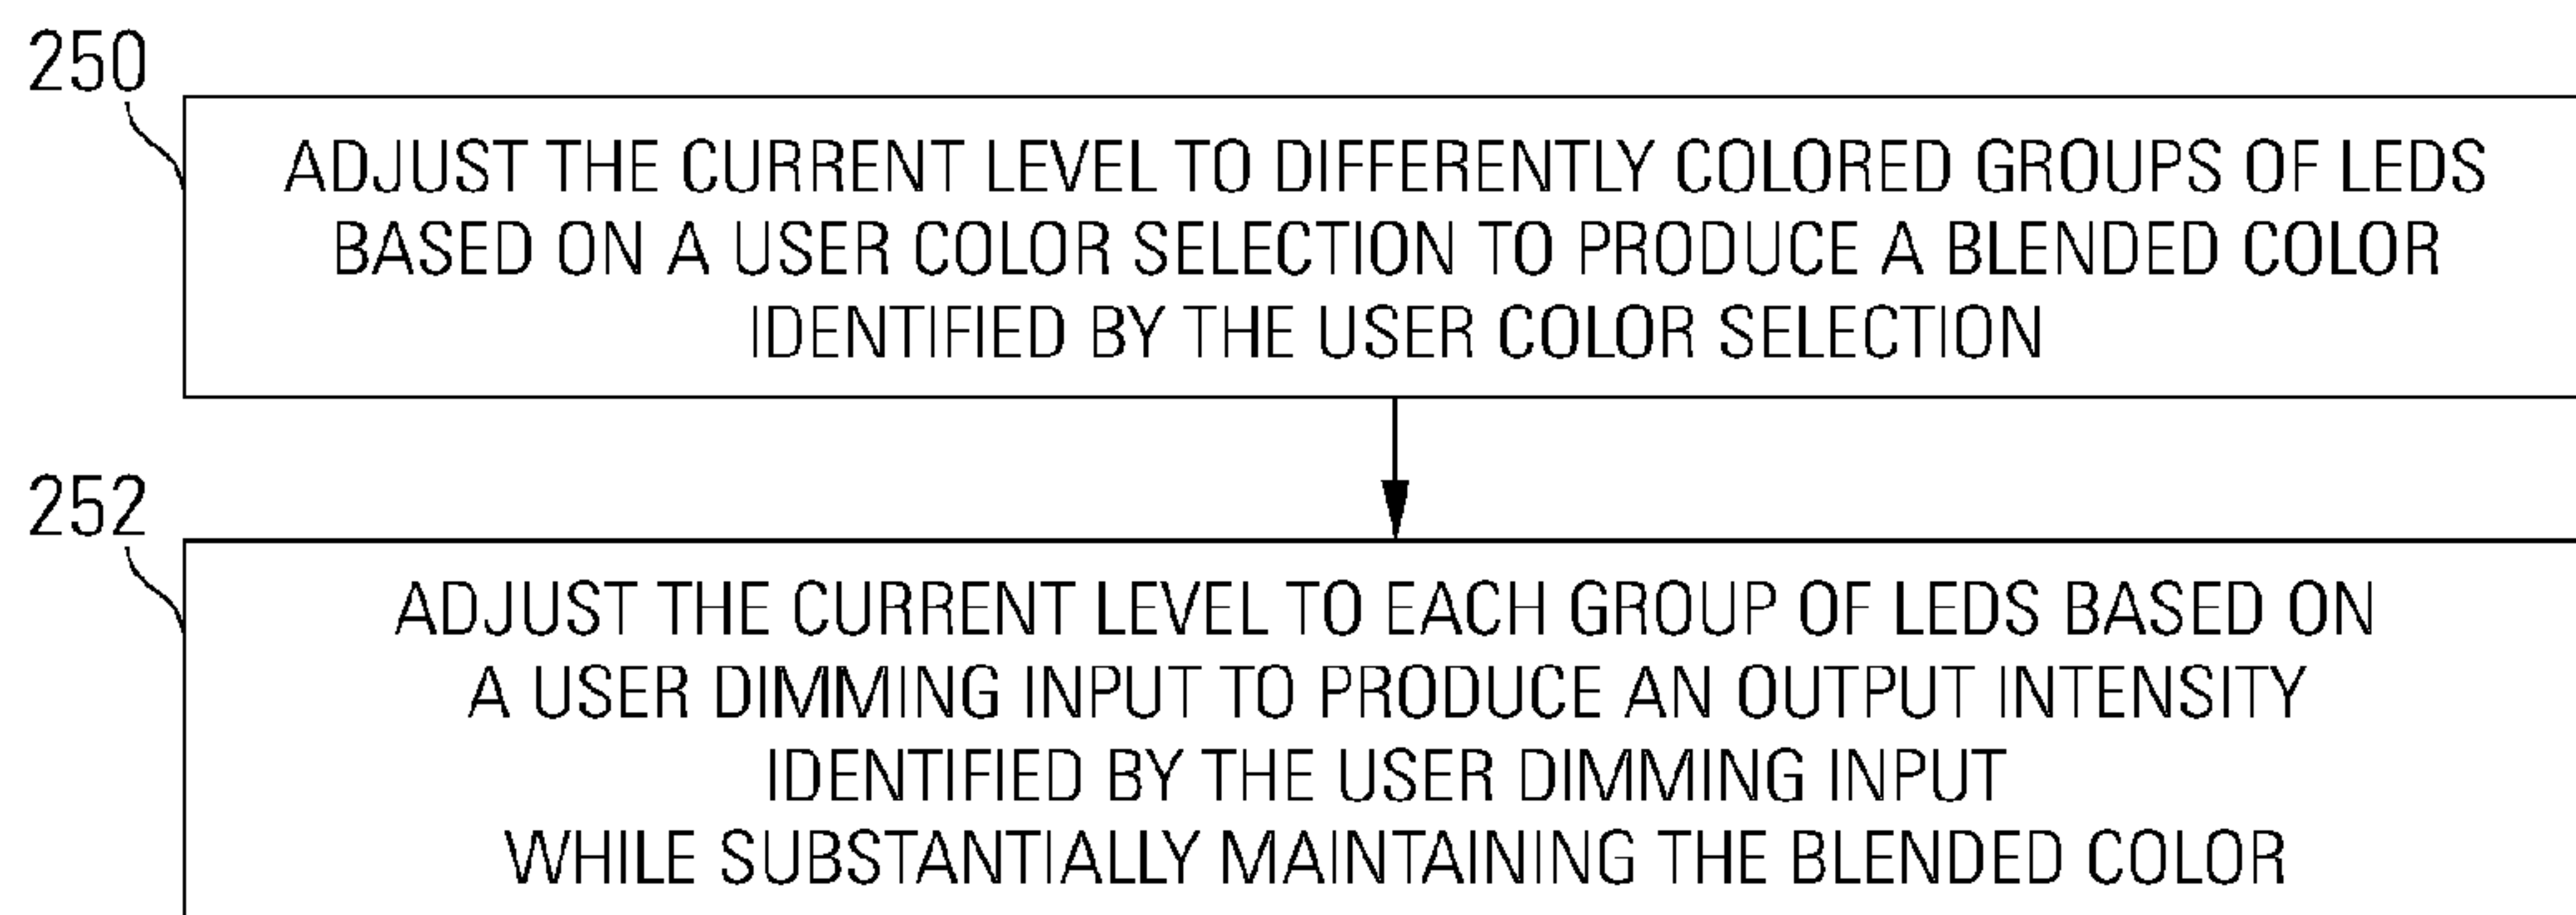 250
ADJUST THE CURRENT LEVEL TO DIFFERENTLY COLORED GROUPS OF LEDS
BASED ON A USER COLOR SELECTION TO PRODUCE A BLENDED COLOR
IDENTIFIED BY THE USER COLOR SELECTION
252
ADJUST THE CURRENT LEVEL TO EACH GROUP OF LEDS BASED ON
A USER DIMMING INPUT TO PRODUCE AN OUTPUT INTENSITY
IDENTIFIED BY THE USER DIMMING INPUT
WHILE SUBSTANTIALLY MAINTAINING THE BLENDED COLOR